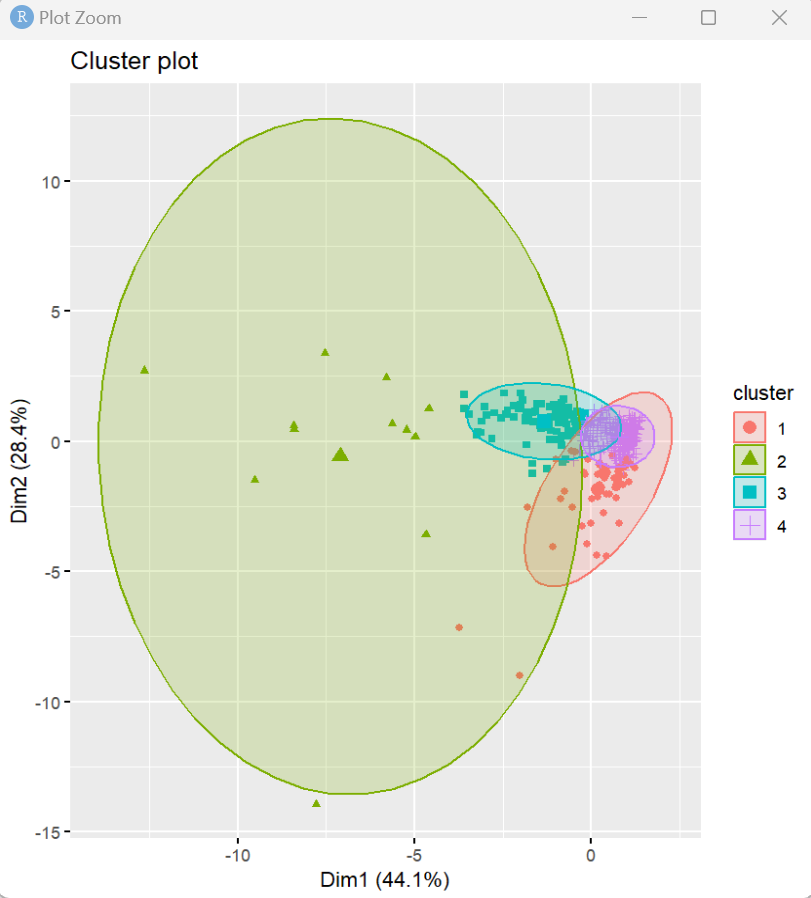 R Plot Zoom
Cluster plot
10
5
0
-5
-10
-15
Dim2 (28.4%)
-10 -5 0
Dim1 (44.1%)
cluster
1
2
3
4